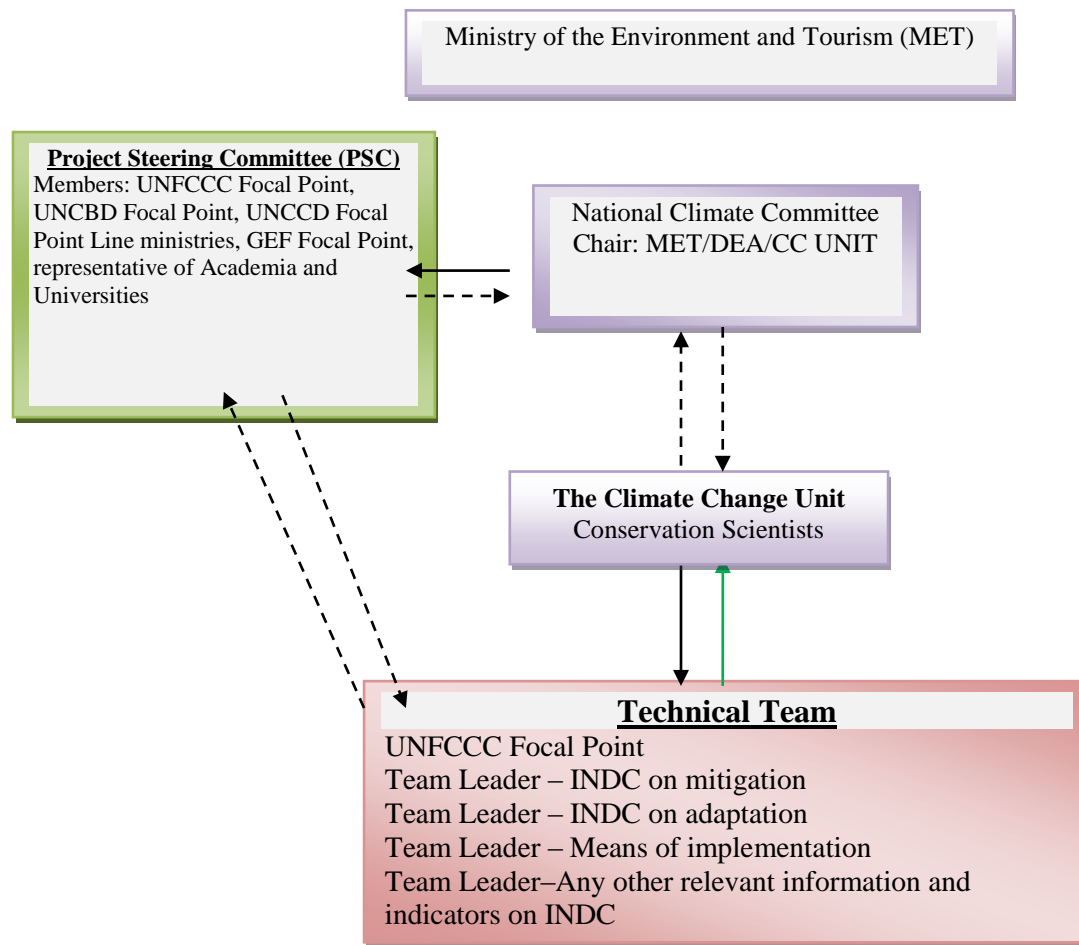 Ministry of the Environment and Tourism (MET)
Project Steering Committee (PSC)
Members: UNFCCC Focal Point,
UNCBD Focal Point, UNCCD Focal
Point Line ministries, GEF Focal Point,
representative of Academia and
Universities
National Climate Committee
Chair: MET/DEA/CC UNIT
The Climate Change Unit
Conservation Scientists
Technical Team
UNFCCC Focal Point
Team Leader – INDC on mitigation
Team Leader – INDC on adaptation
Team Leader – Means of implementation
Team Leader–Any other relevant information and
indicators on INDC